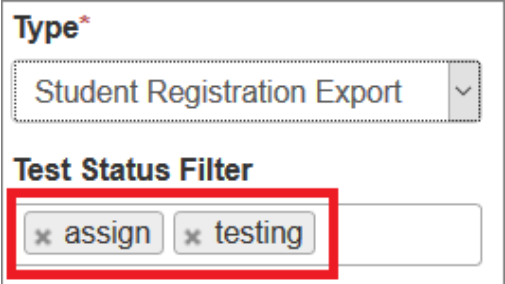 Type*
Student Registration Export
Test Status Filter
× assign × testing